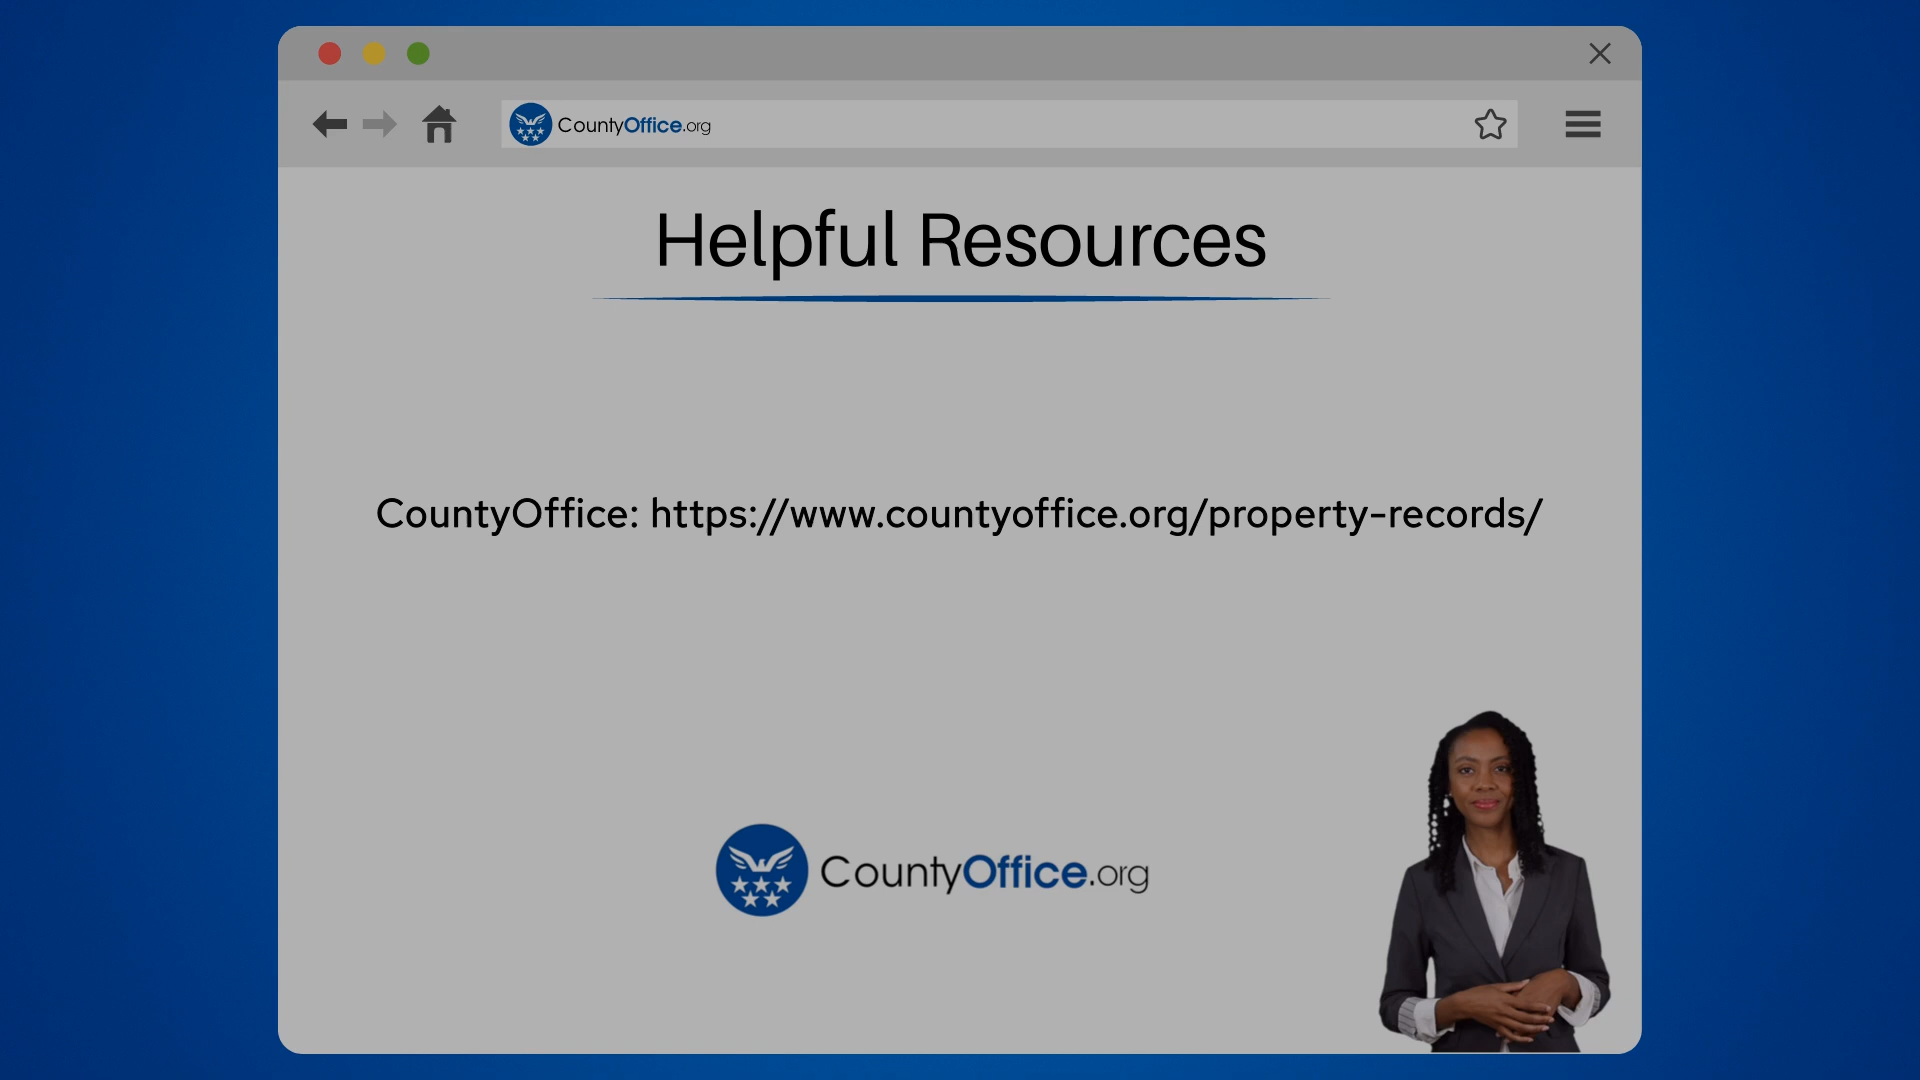 CountyOffice.org
Helpful Resources
CountyOffice: https://www.countyoffice.org/property-records/
CountyOffice.org